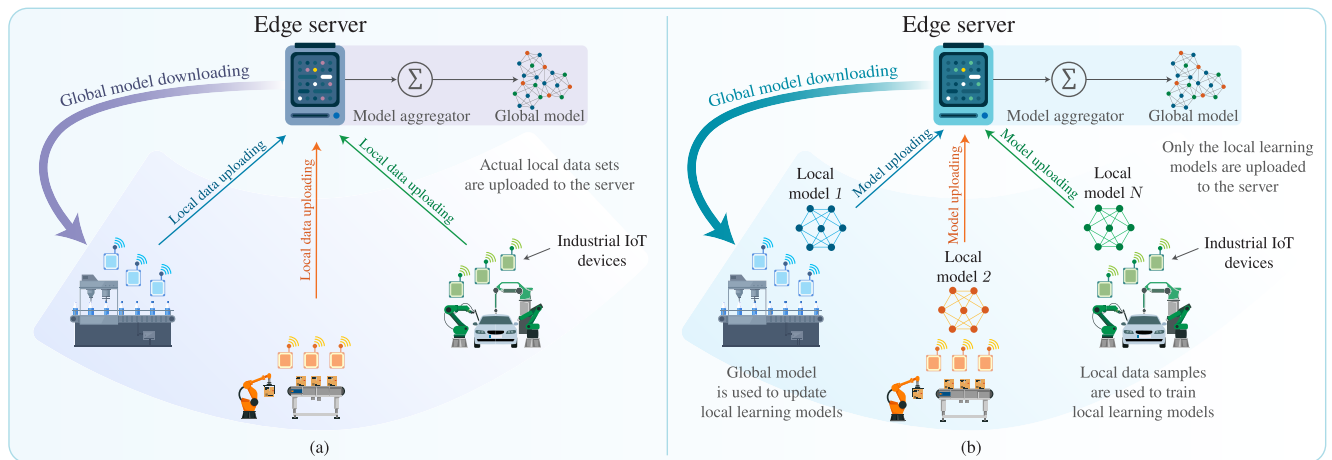 Edge server
Global model downloading
Σ
Model aggregator
Global model
Local data uploading
Local data uploading
Local data uploading
Actual local data sets
are uploaded to the server
Industrial IoT
devices
(a)
Edge server
Global model downloading
Σ
Model aggregator
Global model
Model uploading
Model uploading
Model uploading
Only the local learning
models are uploaded
to the server
Local
model 1
Local
model N
Industrial IoT
devices
Local
model 2
Global model
is used to update
local learning models
Local data samples
are used to train
local learning models
(b)